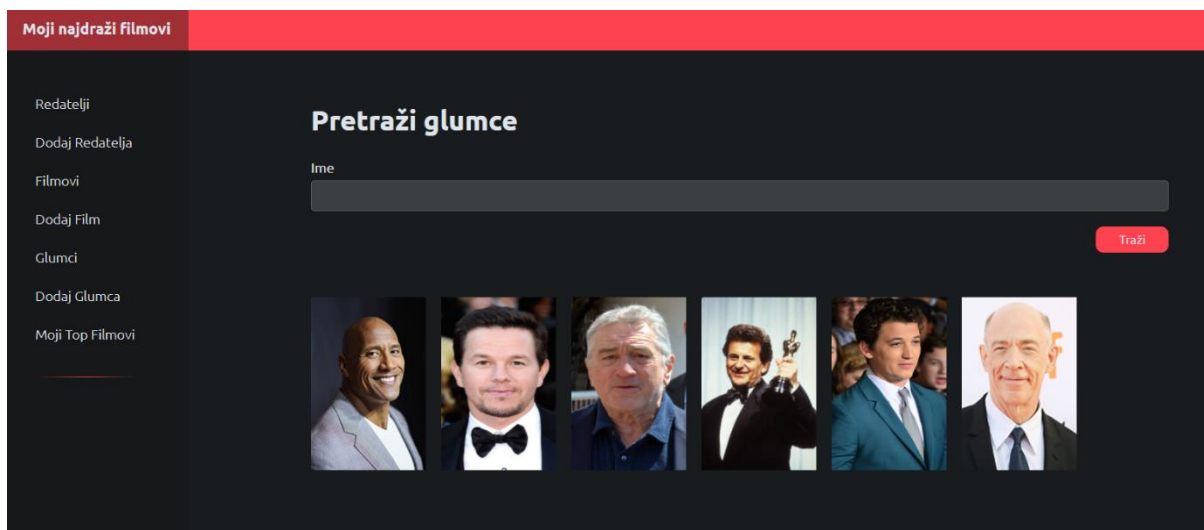 Moji najdraži filmovi
Redatelji
Dodaj Redatelja
Filmovi
Dodaj Film
Glumci
Dodaj Glumca
Moji Top Filmovi
Pretraži glumce
Ime
Traži